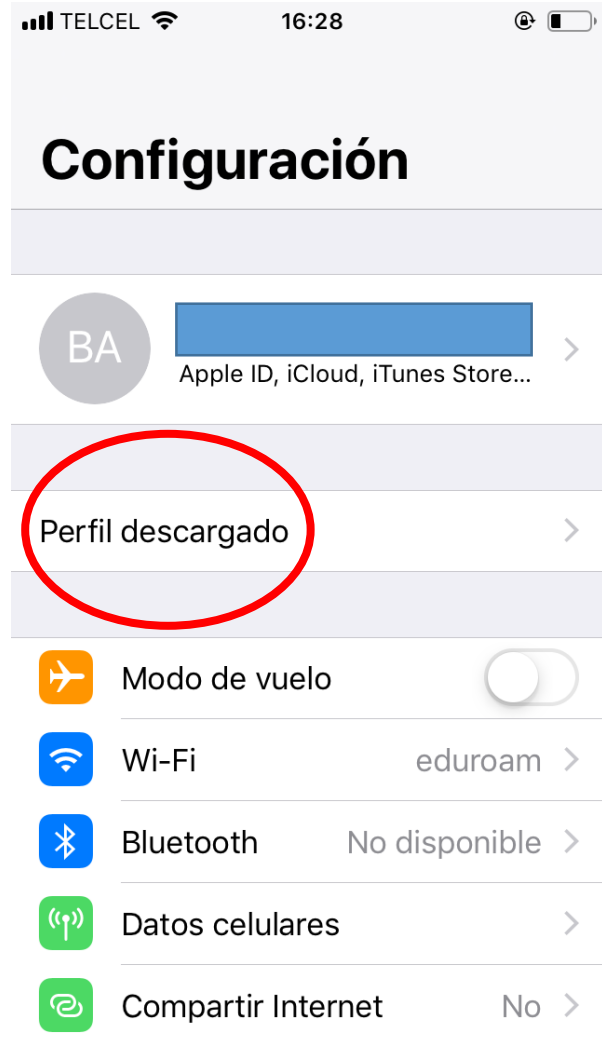 TELCEL 16:28
Configuración
BA
Apple ID, iCloud, iTunes Store...
Perfil descargado
Modo de vuelo
Wi-Fi eduroam
Bluetooth No disponible
Datos celulares
Compartir Internet No